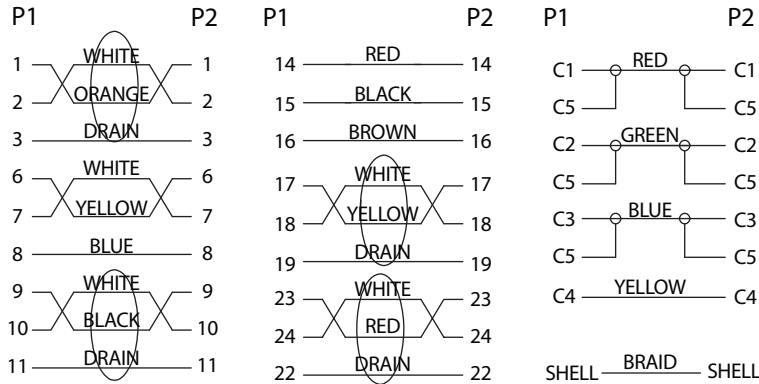 P1 P2
1 WHITE 1
2 ORANGE 2
3 DRAIN 3
6 WHITE 6
7 YELLOW 7
8 BLUE 8
9 WHITE 9
10 BLACK 10
11 DRAIN 11
P1 P2
14 RED 14
15 BLACK 15
16 BROWN 16
17 WHITE 17
18 YELLOW 18
19 DRAIN 19
23 WHITE 23
24 RED 24
22 DRAIN 22
P1 P2
C1 RED C1
C5 C5
C2 GREEN C2
C5 C5
C3 BLUE C3
C5 C5
C4 YELLOW C4
SHELL BRAID SHELL